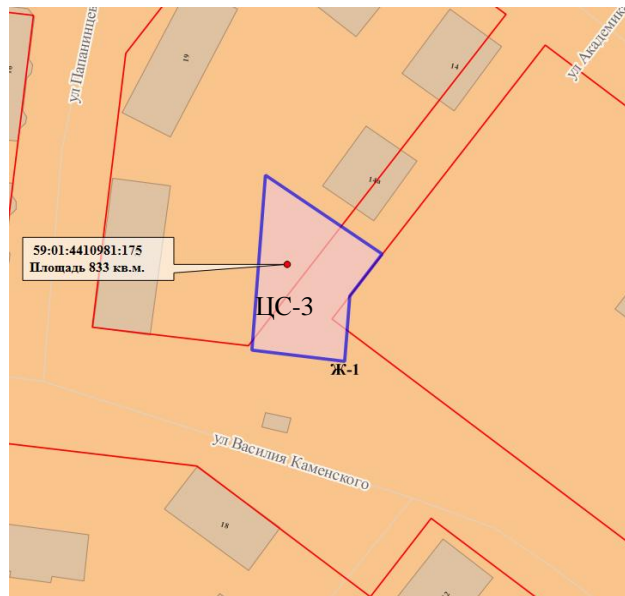 ул Папанинцев
19
14
ул Академика
14а
59:01:4410981:175
Площадь 833 кв.м.
ЦС-3
Ж-1
ул Василия Каменского
18